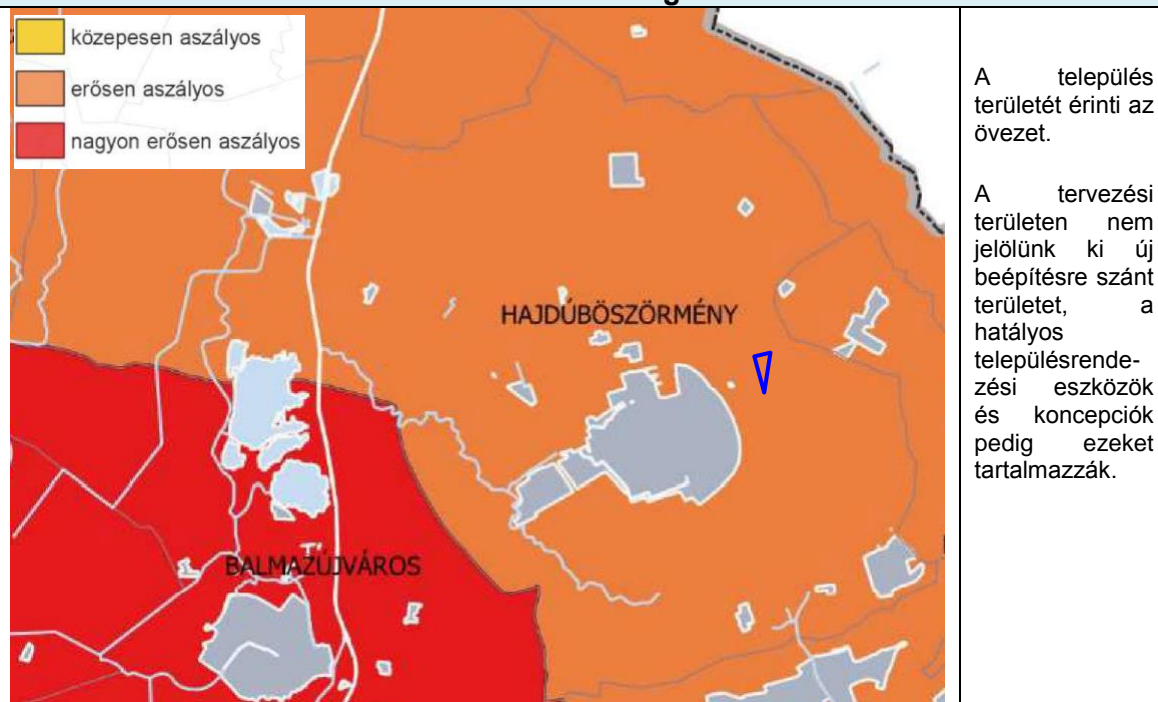 közepesen aszályos
erősen aszályos
nagyon erősen aszályos
HAJDÚBÖSZÖRMÉNY
BALMAZÚJVÁROS
A település
területét érinti az
övezet.
A tervezési
területen nem
jelölünk ki új
beépítésre szánt
területet, a
hatályos
településrende-
zési eszközök
és koncepciók
pedig ezeket
tartalmazzák.